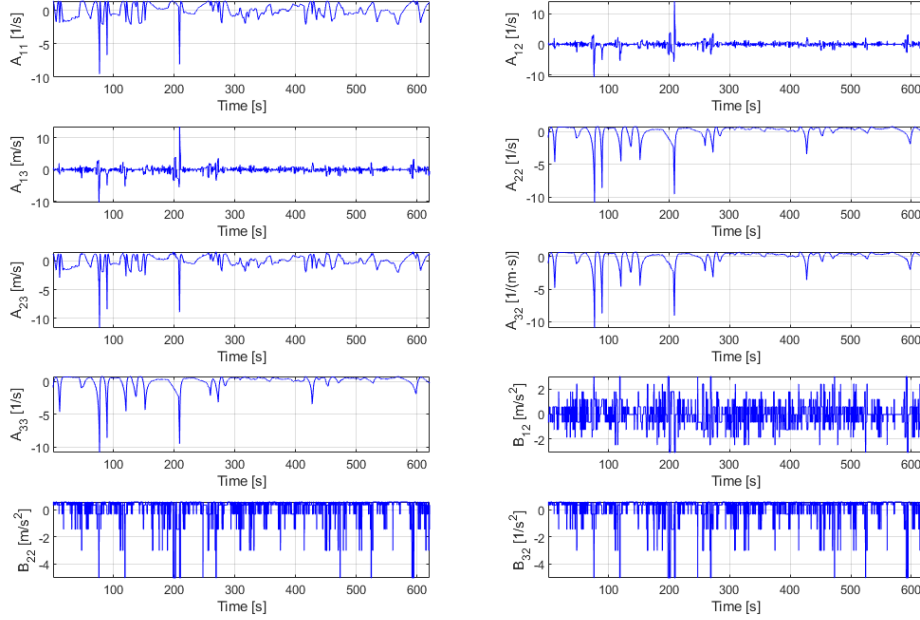 A11 [1/s]
0
-5
-10
100 200 300 400 500 600
Time [s]
A12 [1/s]
10
0
-10
100 200 300 400 500 600
Time [s]
A13 [m/s]
10
0
-10
100 200 300 400 500 600
Time [s]
A22 [1/s]
0
-5
-10
100 200 300 400 500 600
Time [s]
A23 [m/s]
0
-5
-10
100 200 300 400 500 600
Time [s]
A32 [1/(m·s)]
0
-5
-10
100 200 300 400 500 600
Time [s]
A33 [1/s]
0
-5
-10
100 200 300 400 500 600
Time [s]
B12 [m/s²]
2
0
-2
100 200 300 400 500 600
Time [s]
B22 [m/s²]
0
-2
-4
100 200 300 400 500 600
Time [s]
B32 [1/s²]
0
-2
-4
100 200 300 400 500 600
Time [s]